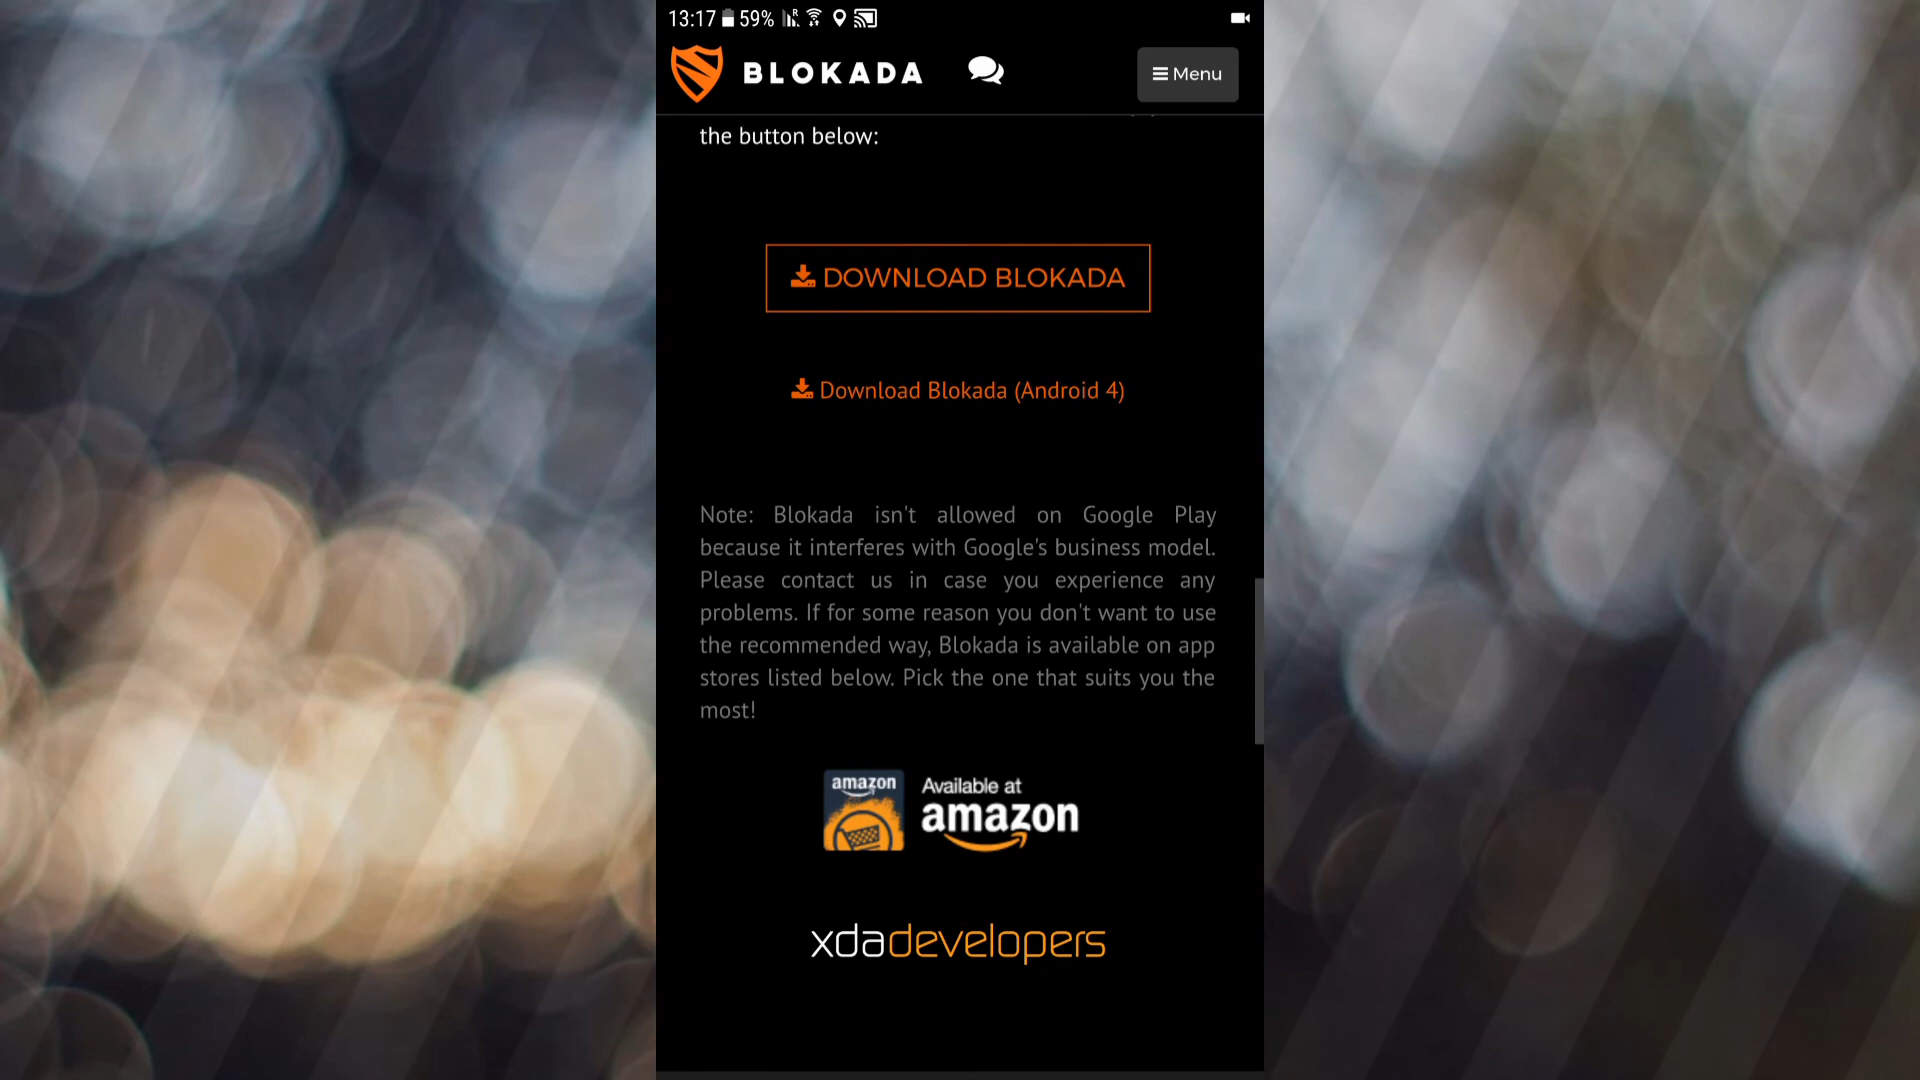 13:17 59% R
BLOKADA
Menu
the button below:
DOWNLOAD BLOKADA
Download Blokada (Android 4)
Note: Blokada isn't allowed on Google Play
because it interferes with Google's business model.
Please contact us in case you experience any
problems. If for some reason you don't want to use
the recommended way, Blokada is available on app
stores listed below. Pick the one that suits you the
most!
amazon
Available at
amazon
xdadevelopers